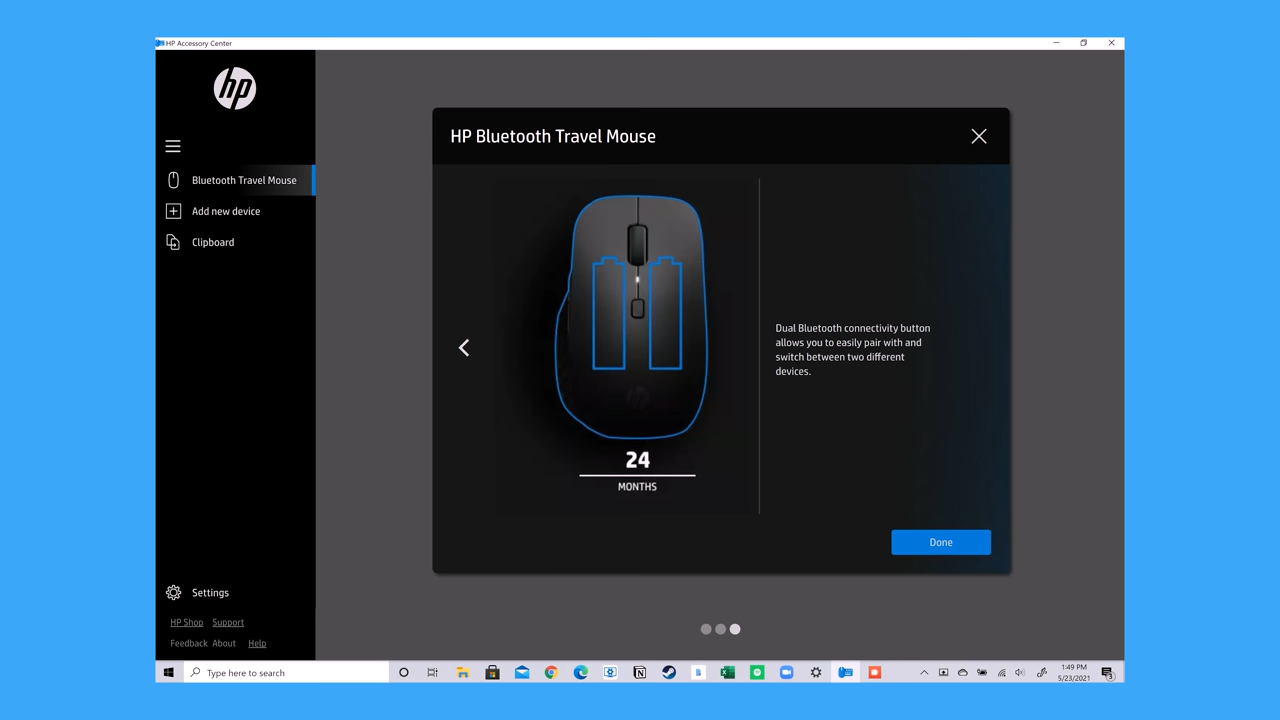 HP Accessory Center
hp
Bluetooth Travel Mouse
Add new device
Clipboard
Settings
HP Shop Support
Feedback About Help
HP Bluetooth Travel Mouse
24
MONTHS
Dual Bluetooth connectivity button
allows you to easily pair with and
switch between two different
devices.
Done
Type here to search
1:49 PM
5/23/2021
3